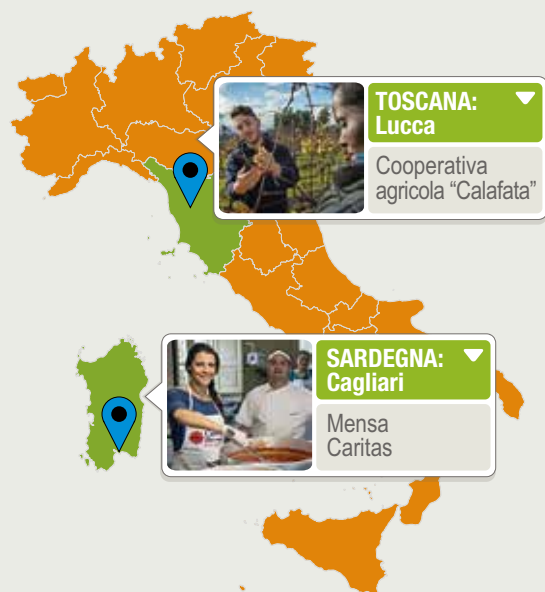 TOSCANA:
Lucca
Cooperativa
agricola “Calafata”
SARDEGNA:
Cagliari
Mensa
Caritas